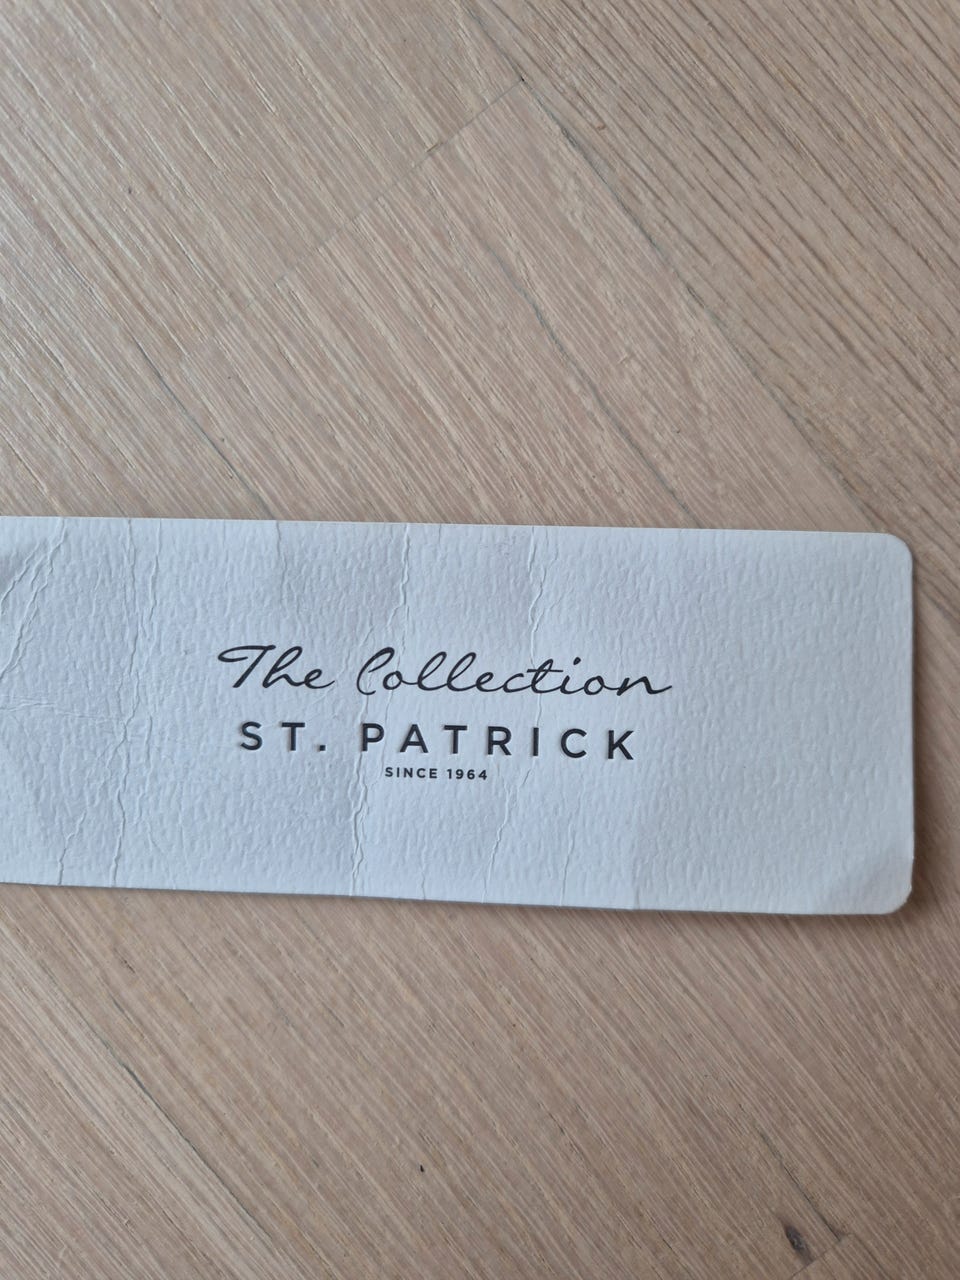 The Collection
ST. PATRICK
SINCE 1964